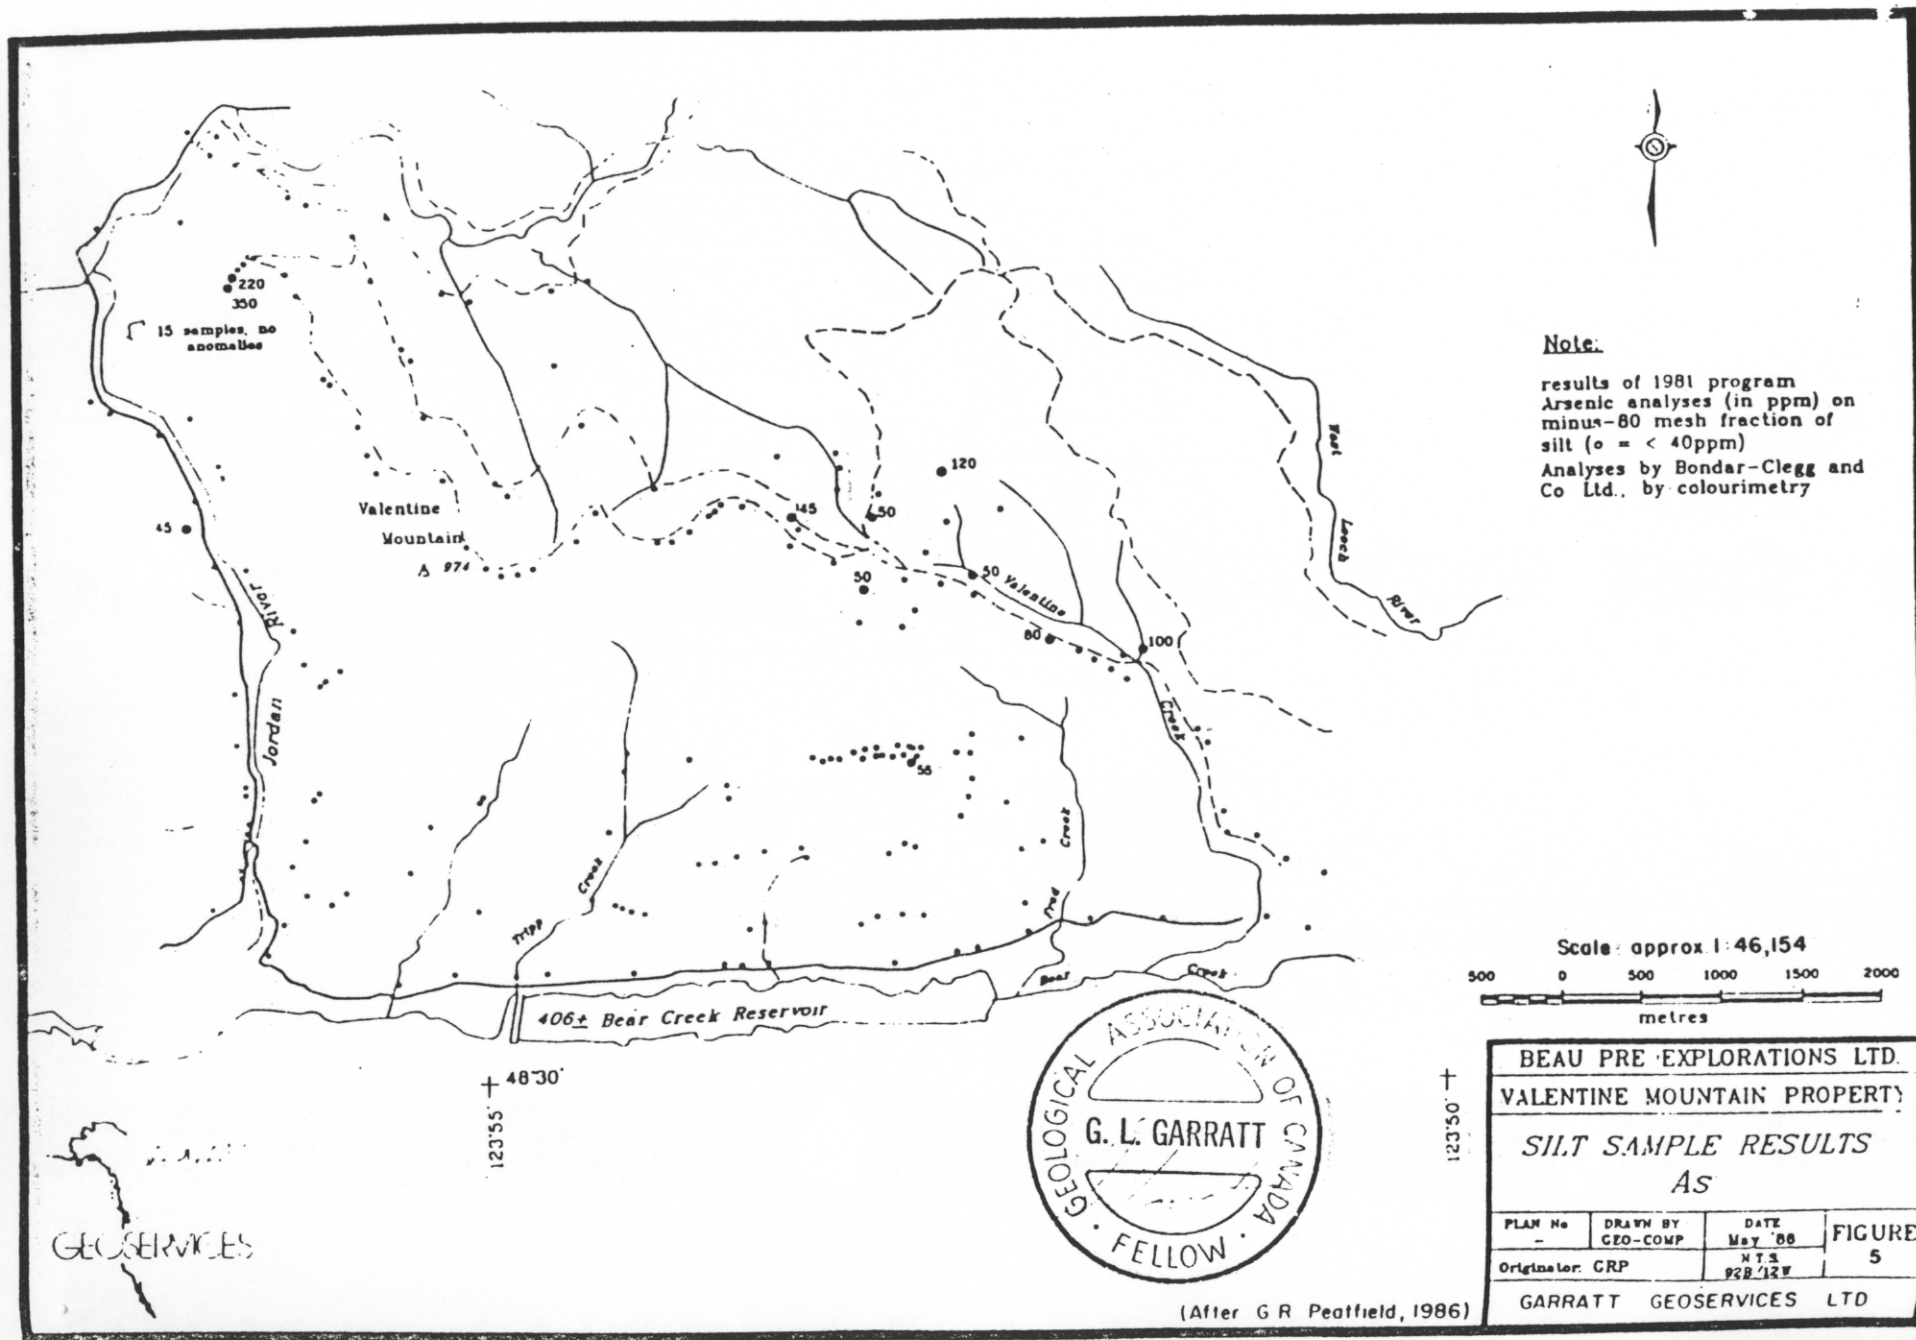 220
350
15 samples, no
anomalies
Valentine
Mountain
974
45
145
50
120
50
50
80
100
55
Valentine
Creek
West
Leech
River
River
Jordan
Creek
Tripp
Creek
Fred
Bear
Creek
406± Bear Creek Reservoir
48°30'
123°55'
123°50'
Note:
results of 1981 program
Arsenic analyses (in ppm) on
minus-80 mesh fraction of
silt (o = < 40ppm)
Analyses by Bondar-Clegg and
Co Ltd., by colourimetry
Scale: approx 1:46,154
500 0 500 1000 1500 2000
metres
GEOLOGICAL ASSOCIATION OF CANADA
G. L. GARRATT
FELLOW
GEOSERVICES
(After G R Peatfield, 1986)
BEAU PRE EXPLORATIONS LTD.
VALENTINE MOUNTAIN PROPERTY
SILT SAMPLE RESULTS
As
PLAN No
-
DRAWN BY
GEO-COMP
DATE
May '88
FIGURE
5
Originator: GRP
N.T.S.
92B/12W
GARRATT GEOSERVICES LTD